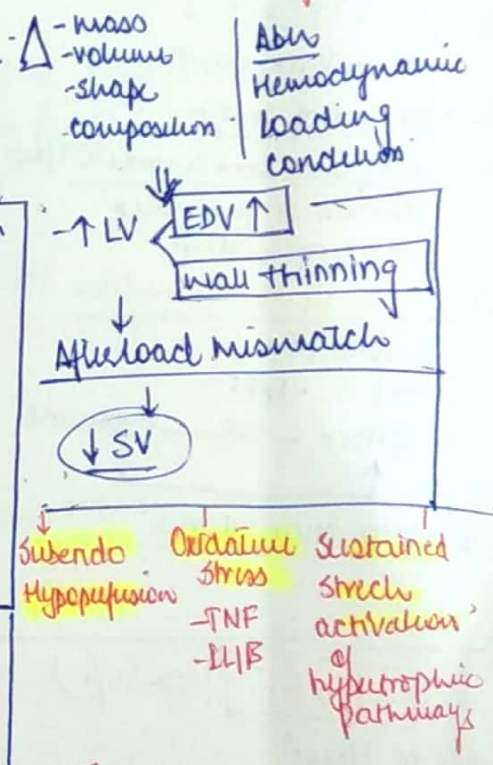 - Δ - mass
- volume
- shape
- composition
Abn
Hemodynamic
loading
condition
- ↑ LV
EDV ↑
wall thinning
Afterload mismatch
↓ SV
Subendo
Hypoperfusion
Oxidative
stress
- TNF
- IL1β
Sustained
strech
activation
of
hypertrophic
pathways